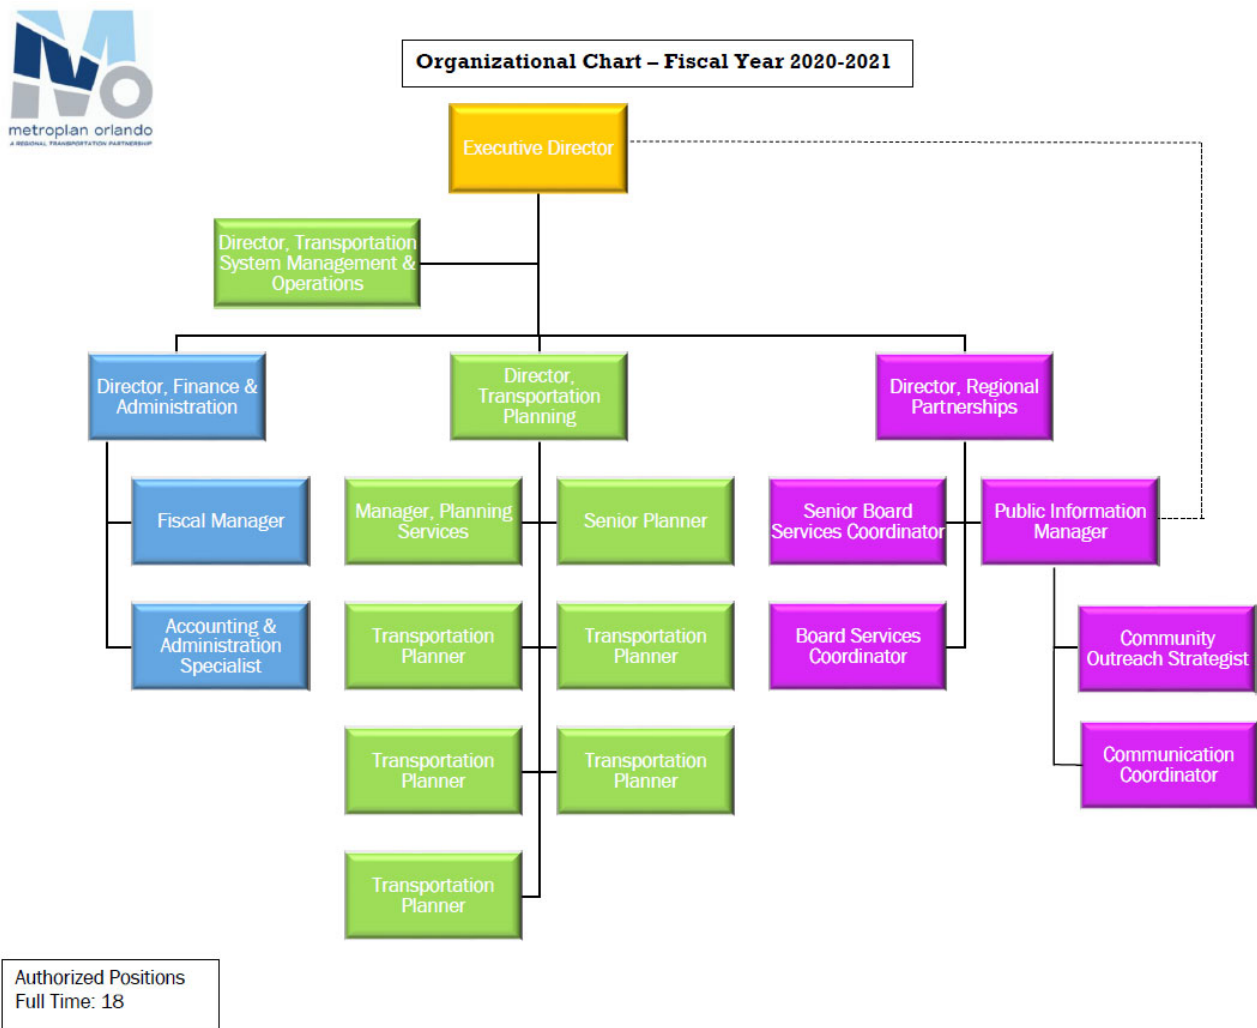 metroplan orlando
A REGIONAL TRANSPORTATION PARTNERSHIP
Organizational Chart – Fiscal Year 2020-2021
Executive Director
Director, Transportation
System Management &
Operations
Director, Finance &
Administration
Director,
Transportation
Planning
Director, Regional
Partnerships
Fiscal Manager
Manager, Planning
Services
Senior Planner
Senior Board
Services Coordinator
Public Information
Manager
Accounting &
Administration
Specialist
Transportation
Planner
Transportation
Planner
Board Services
Coordinator
Community
Outreach Strategist
Transportation
Planner
Transportation
Planner
Communication
Coordinator
Transportation
Planner
Authorized Positions
Full Time: 18